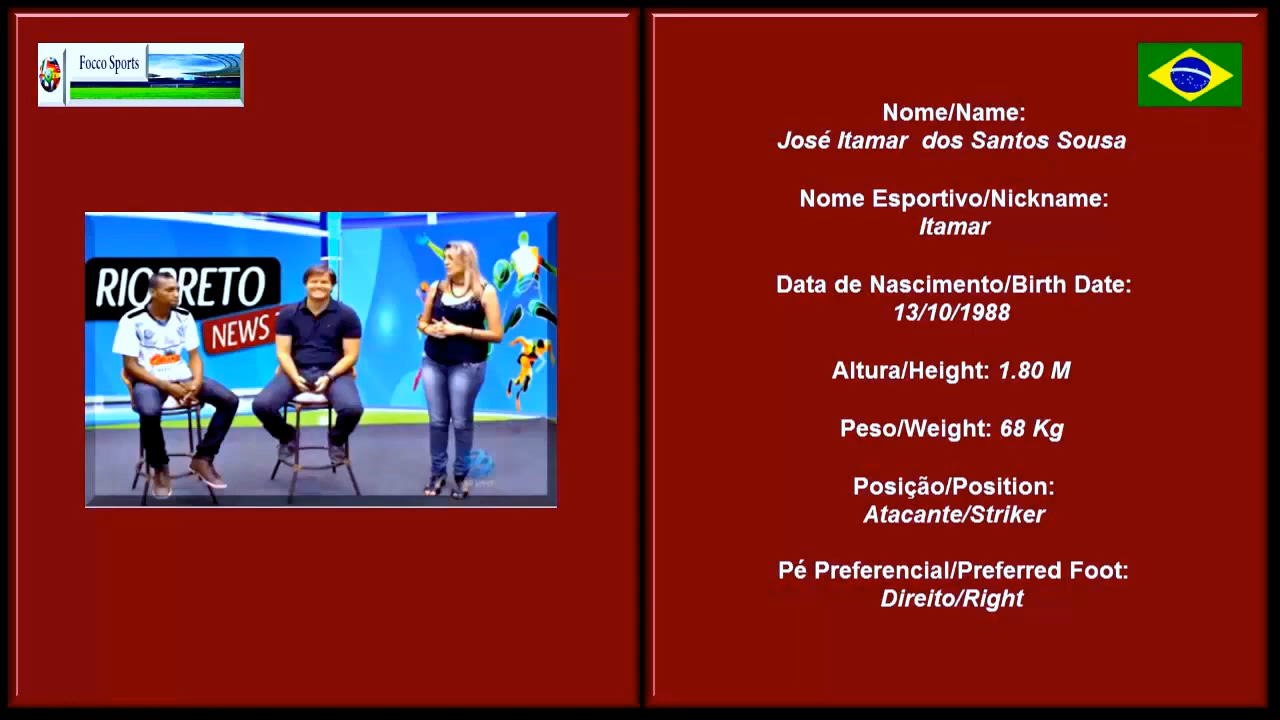 Focco Sports
RIOPRETO
NEWS
Nome/Name:
José Itamar dos Santos Sousa
Nome Esportivo/Nickname:
Itamar
Data de Nascimento/Birth Date:
13/10/1988
Altura/Height: 1.80 M
Peso/Weight: 68 Kg
Posição/Position:
Atacante/Striker
Pé Preferencial/Preferred Foot:
Direito/Right